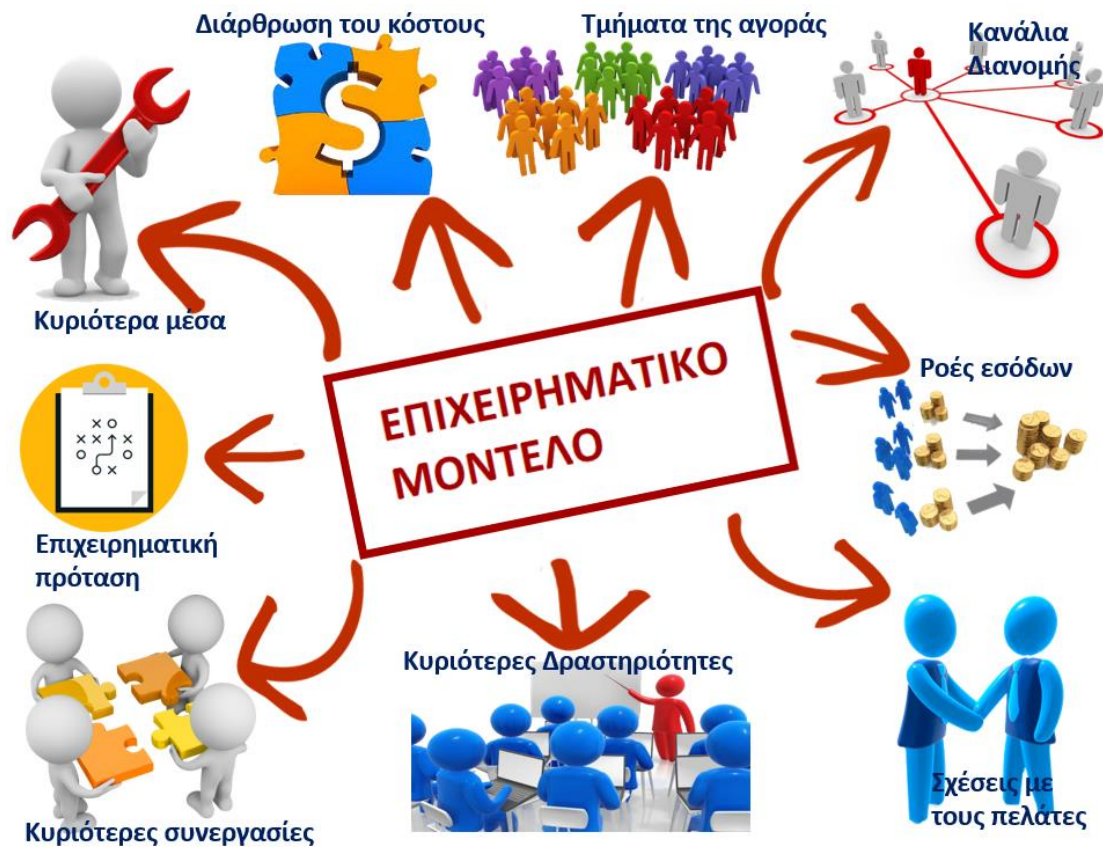 Διάρθρωση του κόστους
Τμήματα της αγοράς
Κανάλια
Διανομής
Κυριότερα μέσα
ΕΠΙΧΕΙΡΗΜΑΤΙΚΟ
ΜΟΝΤΕΛΟ
Ροές εσόδων
Επιχειρηματική
πρόταση
Κυριότερες Δραστηριότητες
Σχέσεις με
τους πελάτες
Κυριότερες συνεργασίες